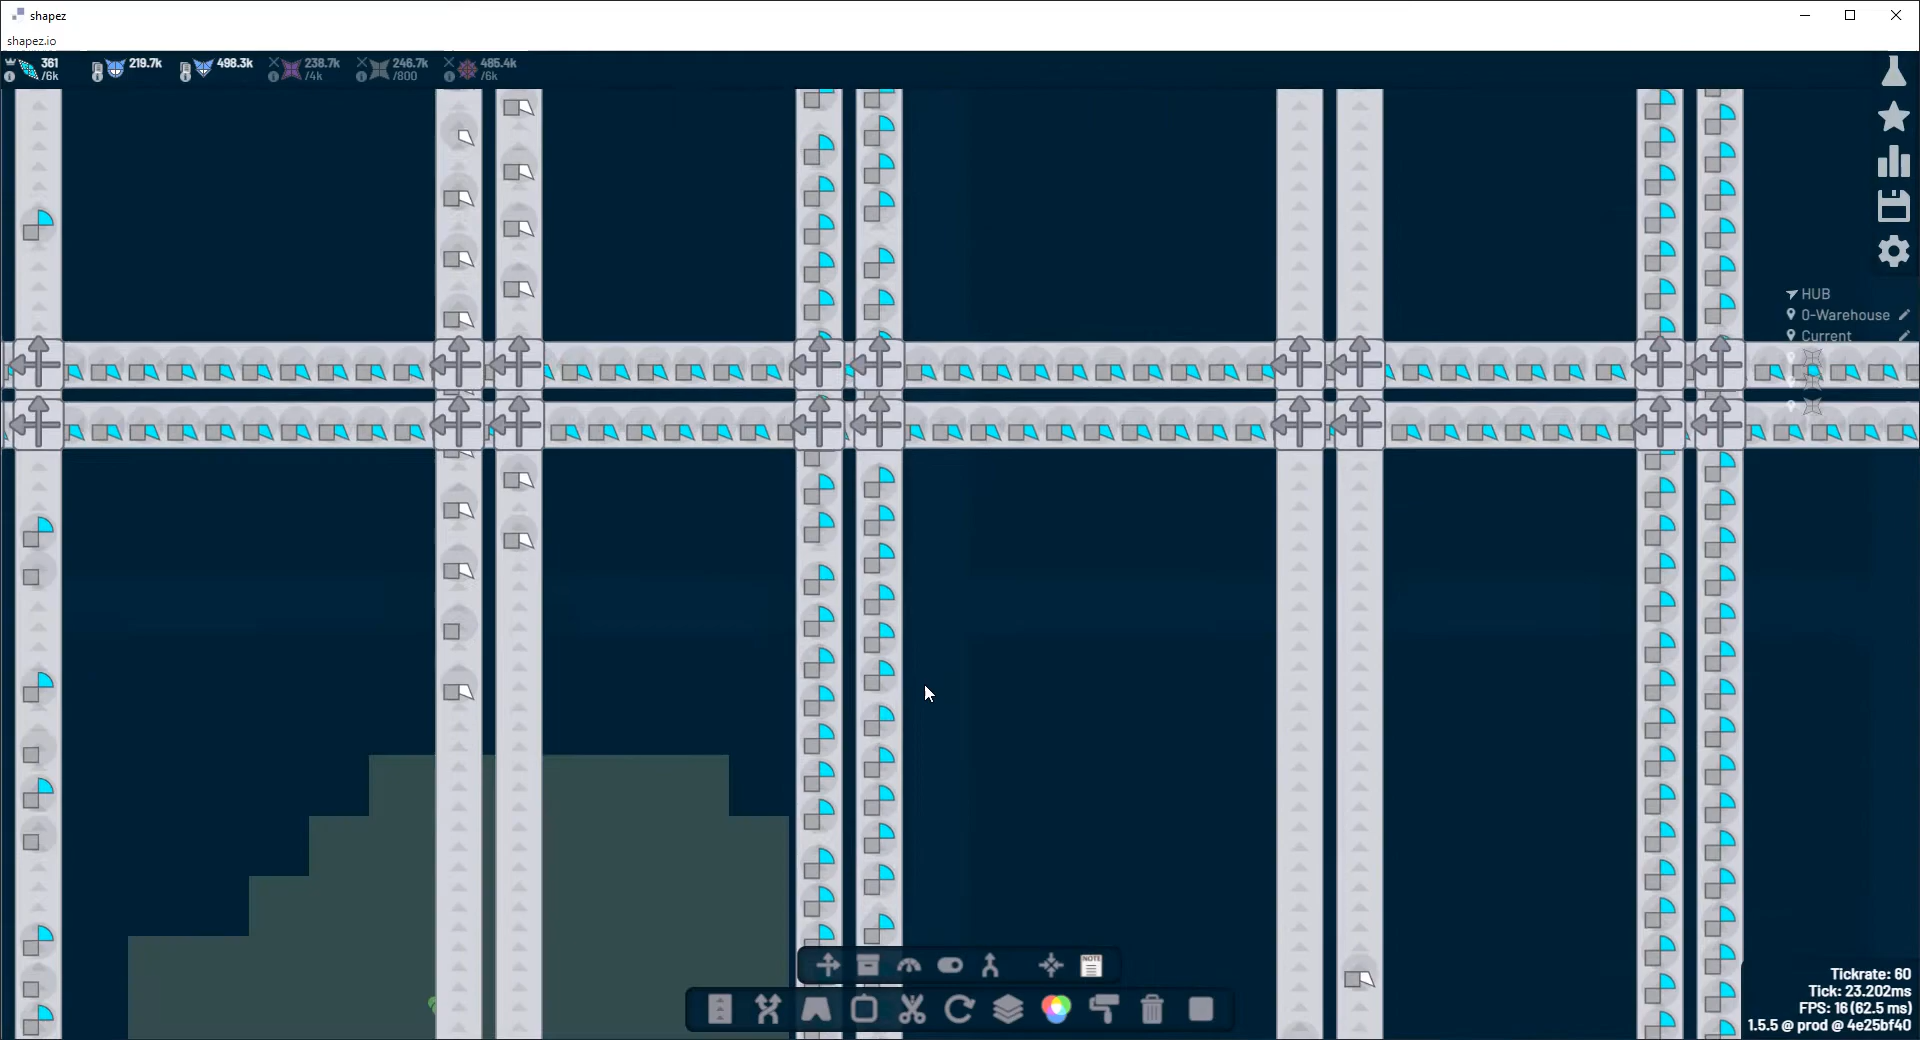 shapez
shapez.io
361
/6k
219.7k
498.3k
238.7k
/4k
246.7k
/800
485.4k
/6k
HUB
0-Warehouse
Current
NOTE
Tickrate: 60
Tick: 23.202ms
FPS: 16 (62.5 ms)
1.5.5 @ prod @ 4e25bf40